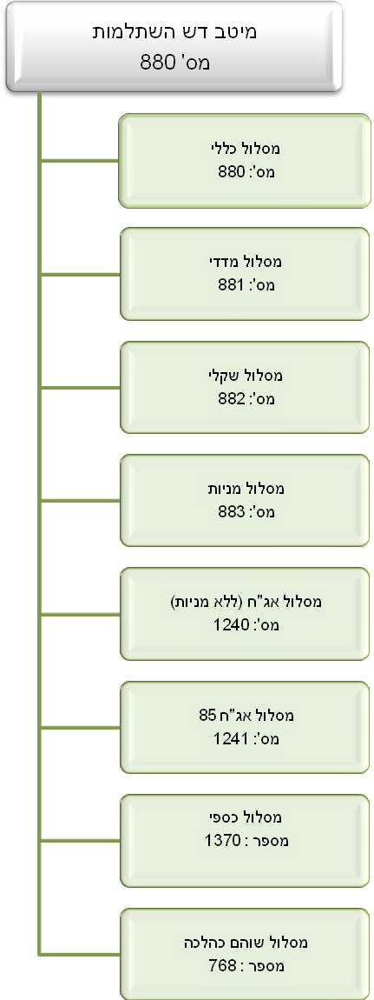 מיטב דש השתלמות
מס' 880
מסלול כללי
מס': 880
מסלול מדדי
מס': 881
מסלול שקלי
מס': 882
מסלול מניות
מס': 883
מסלול אג"ח (ללא מניות)
מס': 1240
מסלול אג"ח 85
מס': 1241
מסלול כספי
מספר : 1370
מסלול שוהם כהלכה
מספר : 768